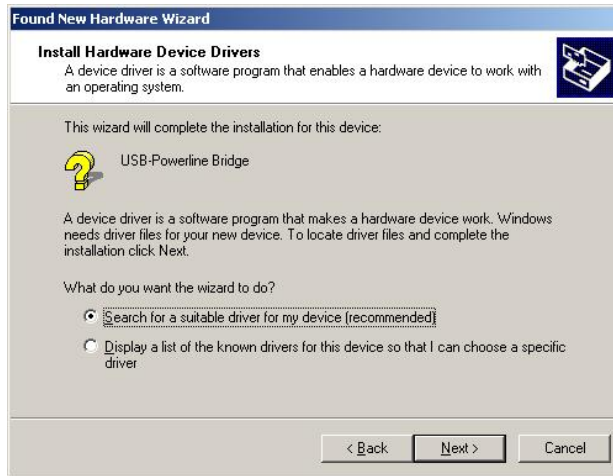 Found New Hardware Wizard
Install Hardware Device Drivers
A device driver is a software program that enables a hardware device to work with
an operating system.
This wizard will complete the installation for this device:
USB-Powerline Bridge
A device driver is a software program that makes a hardware device work. Windows
needs driver files for your new device. To locate driver files and complete the
installation click Next.
What do you want the wizard to do?
Search for a suitable driver for my device (recommended)
Display a list of the known drivers for this device so that I can choose a specific
driver
< Back Next > Cancel